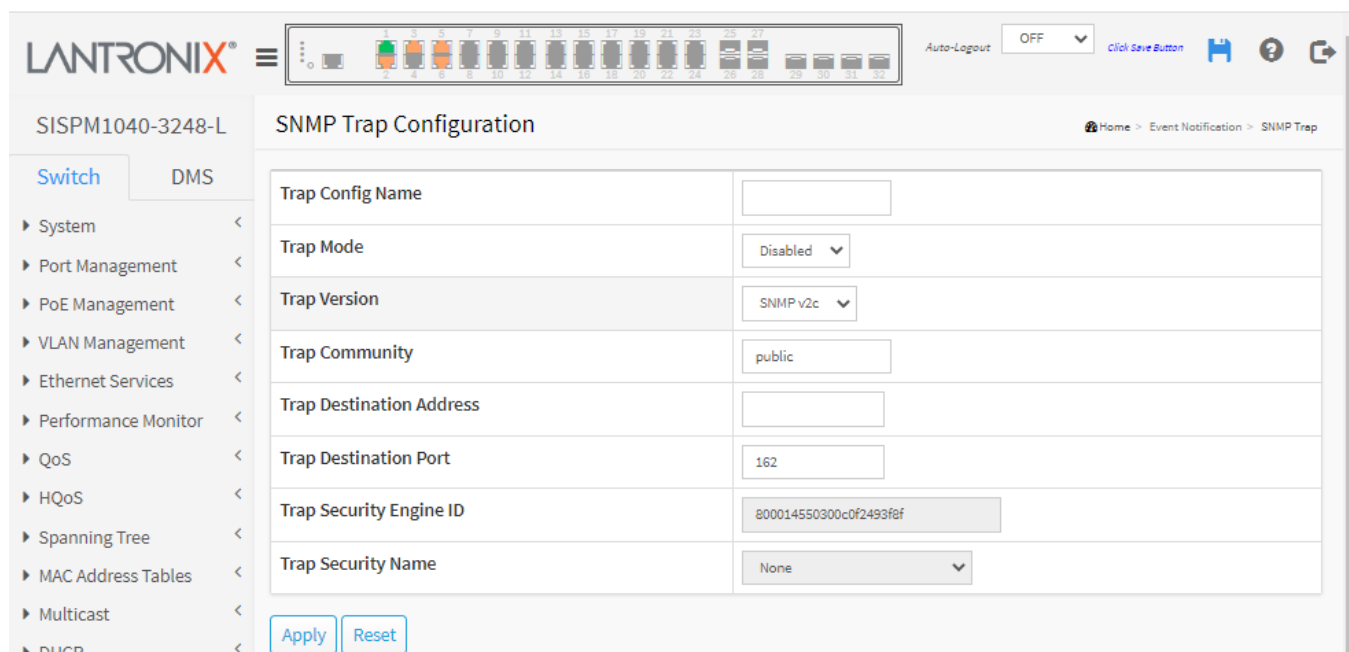 LANTRONIX®
1 3 5 7 9 11 13 15 17 19 21 23 25 27
2 4 6 8 10 12 14 16 18 20 22 24 26 28 29 30 31 32
Auto-Logout OFF Click Save Button
SISPM1040-3248-L
SNMP Trap Configuration
Home > Event Notification > SNMP Trap
Switch DMS
System
Port Management
PoE Management
VLAN Management
Ethernet Services
Performance Monitor
QoS
HQoS
Spanning Tree
MAC Address Tables
Multicast
DHCP
Trap Config Name
Trap Mode Disabled
Trap Version SNMP v2c
Trap Community public
Trap Destination Address
Trap Destination Port 162
Trap Security Engine ID 800014550300c0f2493f8f
Trap Security Name None
Apply Reset